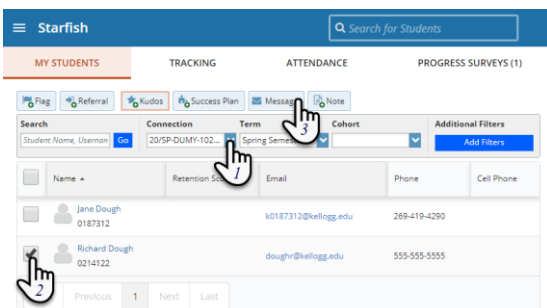 Starfish
Search for Students
MY STUDENTS TRACKING ATTENDANCE PROGRESS SURVEYS (1)
Flag Referral Kudos Success Plan Message Note
Search Connection Term Cohort Additional Filters
Student Name, Usernan Go 20/SP-DUMY-102... Spring Add Filters
Name Retention Email Phone Cell Phone
Jane Dough
0187312 k0187312@kellogg.edu 269-419-4290
Richard Dough
0214122 doughr@kellogg.edu 555-555-5555
Previous 1 Next Last
1
2
3